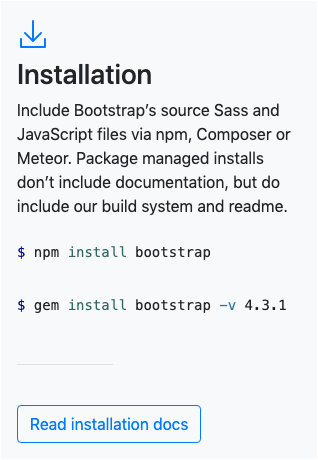 Installation
Include Bootstrap’s source Sass and
JavaScript files via npm, Composer or
Meteor. Package managed installs
don’t include documentation, but do
include our build system and readme.
$ npm install bootstrap
$ gem install bootstrap -v 4.3.1
Read installation docs